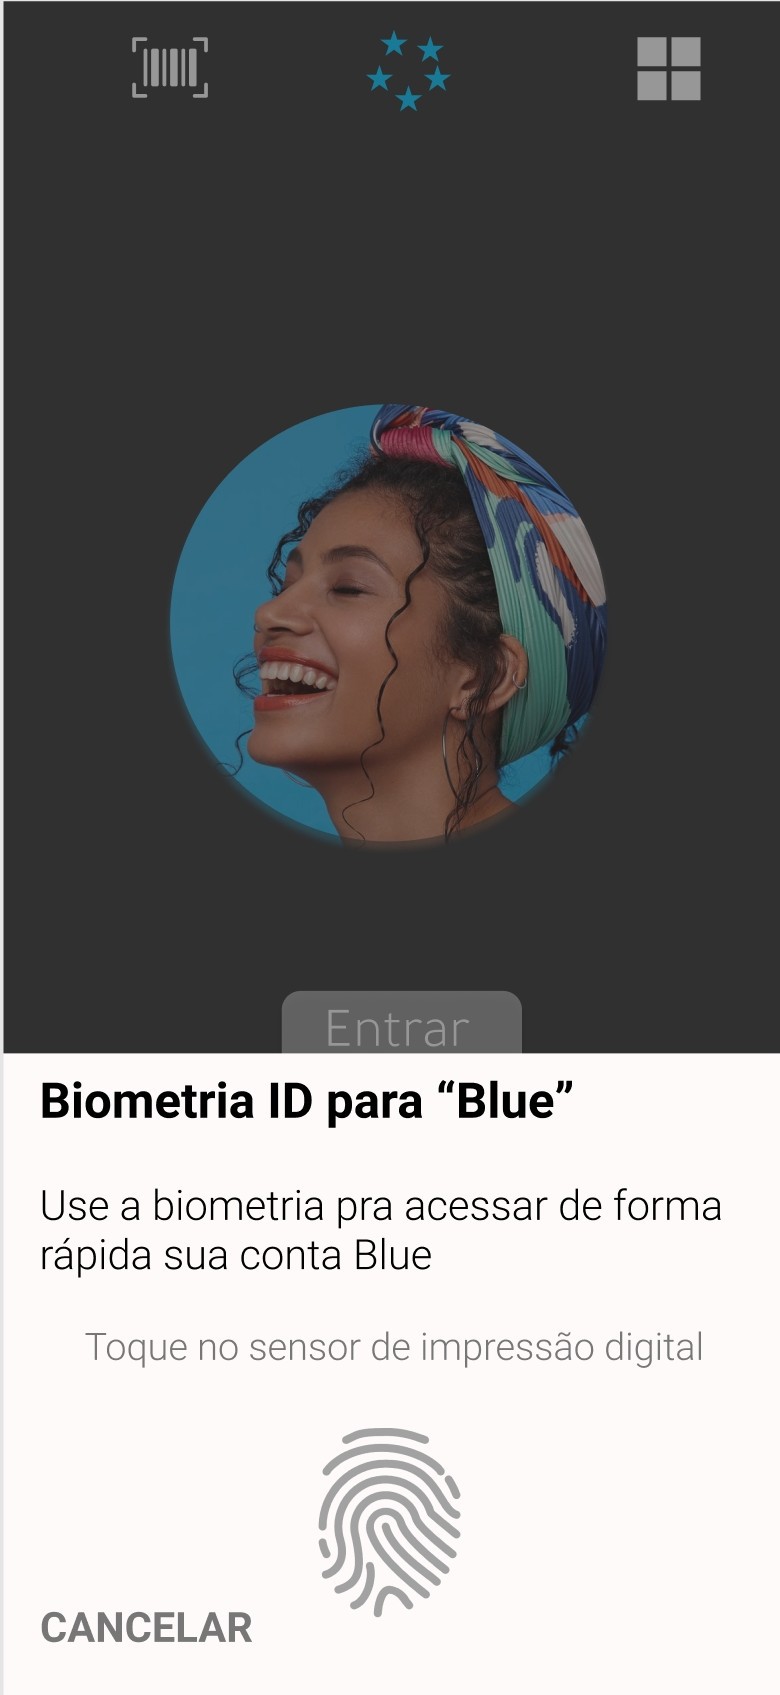 Entrar
Biometria ID para “Blue”
Use a biometria pra acessar de forma
rápida sua conta Blue
Toque no sensor de impressão digital
CANCELAR